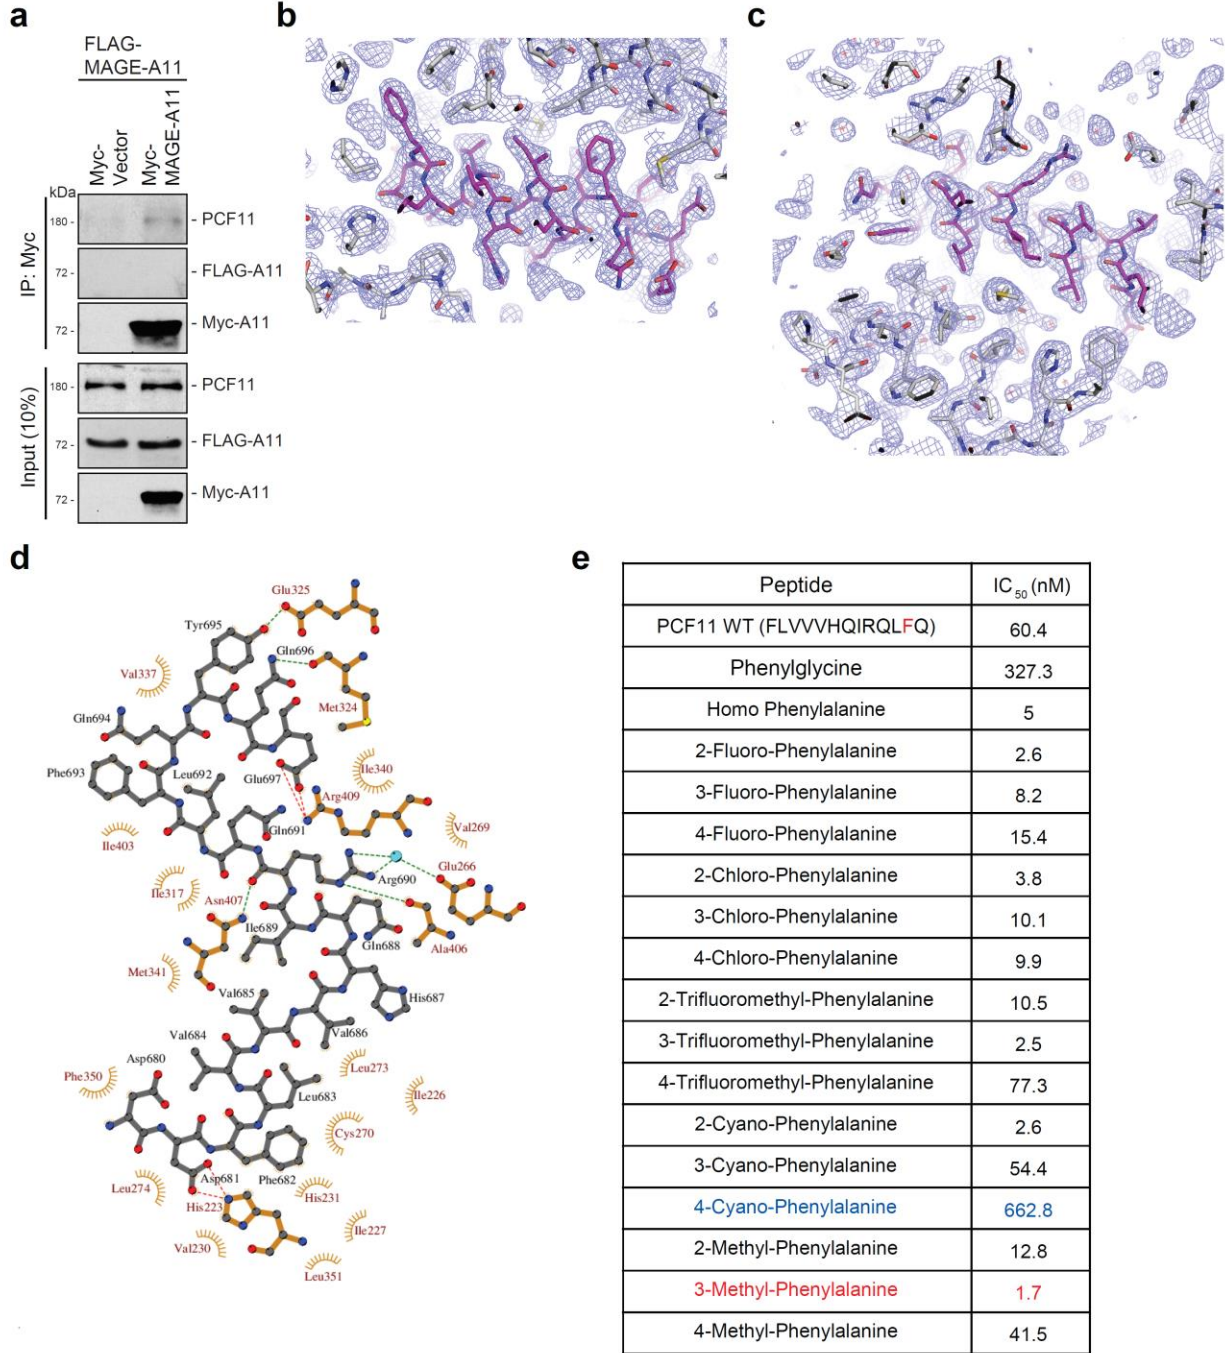 a
FLAG-
MAGE-A11
Myc-
Vector
Myc-
MAGE-A11
kDa
IP: Myc
180 -
- PCF11
72 -
- FLAG-A11
72 -
- Myc-A11
Input (10%)
180 -
- PCF11
72 -
- FLAG-A11
72 -
- Myc-A11
b
c
d
Glu325
Tyr695
Gln696
Val337
Met324
Gln694
Phe693
Leu692
Glu697
Ile340
Arg409
Val269
Gln691
Ile403
Glu266
Arg690
Ile317
Asn407
Ile689
Gln688
Ala406
Met341
Val685
His687
Val684
Val686
Asp680
Leu273
Phe350
Ile226
Leu683
Cys270
Asp681
Phe682
Leu274
His223
His231
Ile227
Val230
Leu351
e
Peptide IC50 (nM)
PCF11 WT (FLVVVHQIRQLFQ) 60.4
Phenylglycine 327.3
Homo Phenylalanine 5
2-Fluoro-Phenylalanine 2.6
3-Fluoro-Phenylalanine 8.2
4-Fluoro-Phenylalanine 15.4
2-Chloro-Phenylalanine 3.8
3-Chloro-Phenylalanine 10.1
4-Chloro-Phenylalanine 9.9
2-Trifluoromethyl-Phenylalanine 10.5
3-Trifluoromethyl-Phenylalanine 2.5
4-Trifluoromethyl-Phenylalanine 77.3
2-Cyano-Phenylalanine 2.6
3-Cyano-Phenylalanine 54.4
4-Cyano-Phenylalanine 662.8
2-Methyl-Phenylalanine 12.8
3-Methyl-Phenylalanine 1.7
4-Methyl-Phenylalanine 41.5